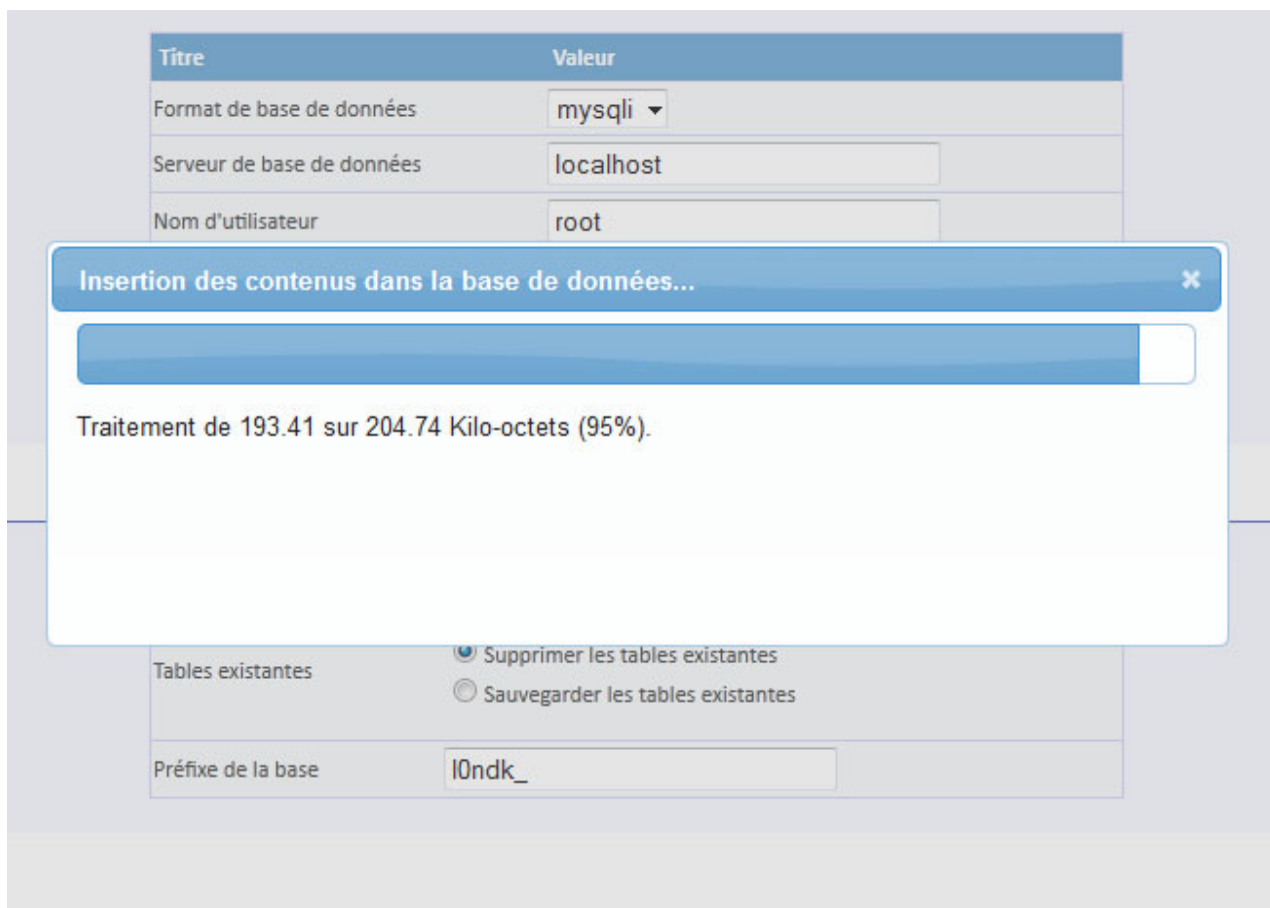 Titre Valeur
Format de base de données mysqli
Serveur de base de données localhost
Nom d'utilisateur root
Insertion des contenus dans la base de données...
Traitement de 193.41 sur 204.74 Kilo-octets (95%).
Supprimer les tables existantes
Tables existantes
Sauvegarder les tables existantes
Préfixe de la base l0ndk_